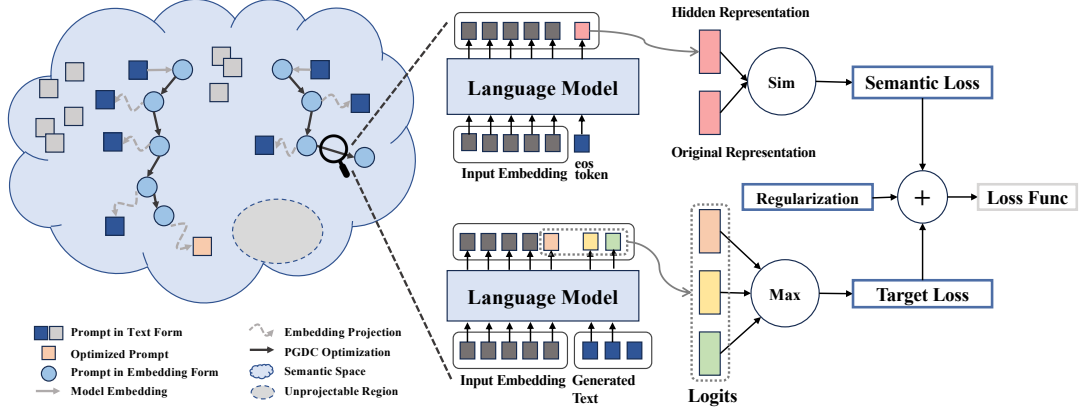 Hidden Representation
Language Model
Sim
Semantic Loss
Input Embedding
eos
token
Original Representation
Regularization
+
Loss Func
Language Model
Max
Target Loss
Input Embedding
Generated
Text
Logits
Prompt in Text Form
Optimized Prompt
Prompt in Embedding Form
Model Embedding
Embedding Projection
PGDC Optimization
Semantic Space
Unprojectable Region